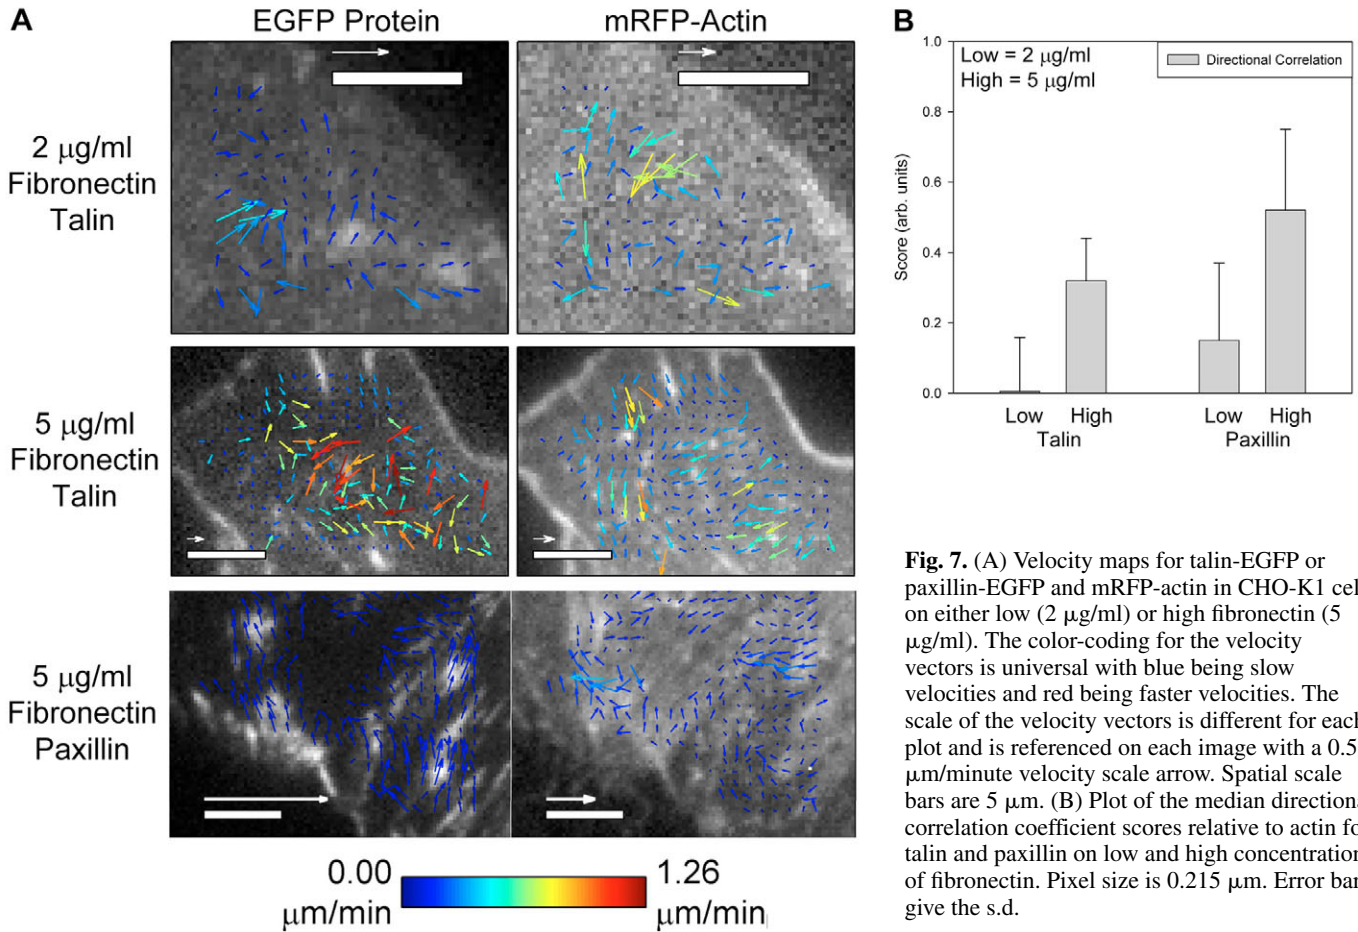 A
EGFP Protein
mRFP-Actin
2 μg/ml
Fibronectin
Talin
5 μg/ml
Fibronectin
Talin
5 μg/ml
Fibronectin
Paxillin
0.00
μm/min
1.26
μm/min
B
Low = 2 μg/ml
High = 5 μg/ml
Directional Correlation
Score (arb. units)
1.0
0.8
0.6
0.4
0.2
0.0
Low High Low High
Talin Paxillin
Fig. 7. (A) Velocity maps for talin-EGFP or
paxillin-EGFP and mRFP-actin in CHO-K1 cel
on either low (2 μg/ml) or high fibronectin (5
μg/ml). The color-coding for the velocity
vectors is universal with blue being slow
velocities and red being faster velocities. The
scale of the velocity vectors is different for each
plot and is referenced on each image with a 0.5
μm/minute velocity scale arrow. Spatial scale
bars are 5 μm. (B) Plot of the median directiona
correlation coefficient scores relative to actin fo
talin and paxillin on low and high concentration
of fibronectin. Pixel size is 0.215 μm. Error bar
give the s.d.